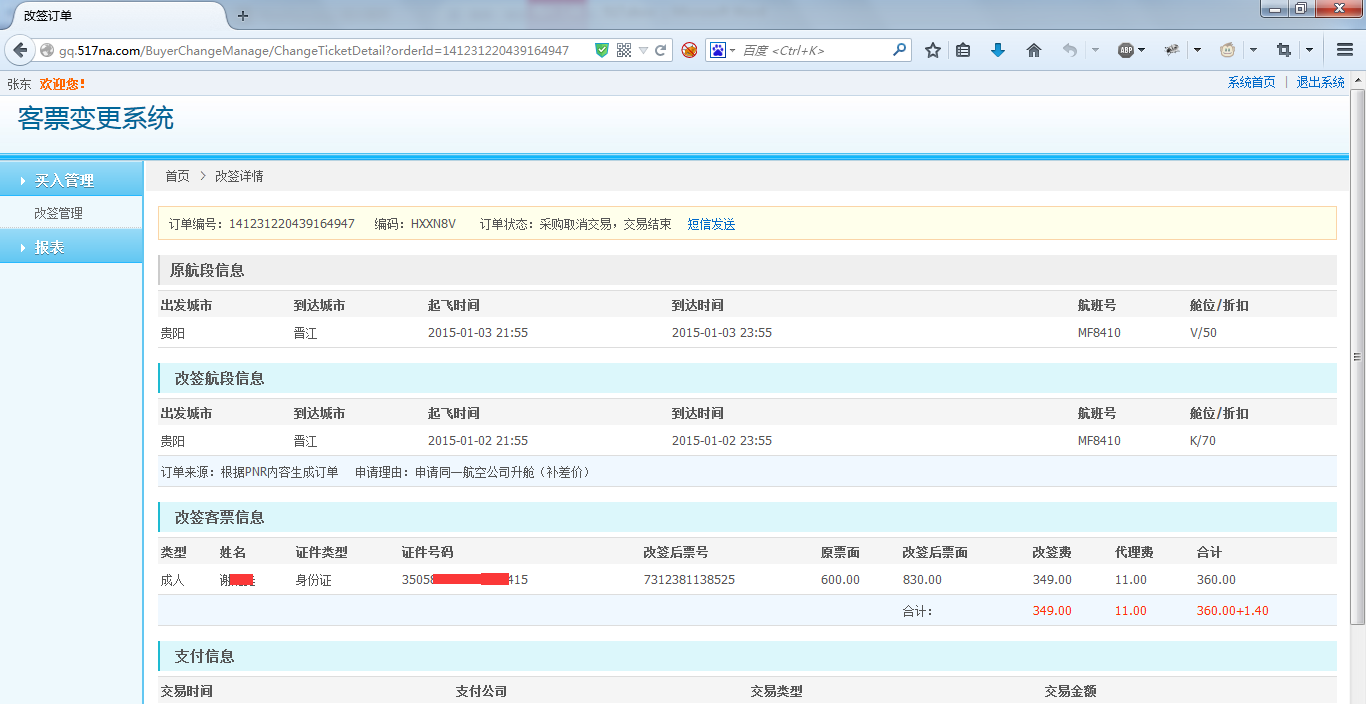 改签订单
gq.517na.com/BuyerChangeManage/ChangeTicketDetail?orderId=141231220439164947
百度 <Ctrl+K>
ABP
张东 欢迎您!
系统首页 | 退出系统
客票变更系统
买入管理
改签管理
报表
首页 > 改签详情
订单编号：141231220439164947 编码：HXXN8V 订单状态：采购取消交易，交易结束 短信发送
原航段信息
出发城市 到达城市 起飞时间 到达时间 航班号 舱位/折扣
贵阳 晋江 2015-01-03 21:55 2015-01-03 23:55 MF8410 V/50
改签航段信息
出发城市 到达城市 起飞时间 到达时间 航班号 舱位/折扣
贵阳 晋江 2015-01-02 21:55 2015-01-02 23:55 MF8410 K/70
订单来源：根据PNR内容生成订单 申请理由：申请同一航空公司升舱（补差价）
改签客票信息
类型 姓名 证件类型 证件号码 改签后票号 原票面 改签后票面 改签费 代理费 合计
成人 谢 身份证 35058 415 7312381138525 600.00 830.00 349.00 11.00 360.00
合计： 349.00 11.00 360.00+1.40
支付信息
交易时间 支付公司 交易类型 交易金额